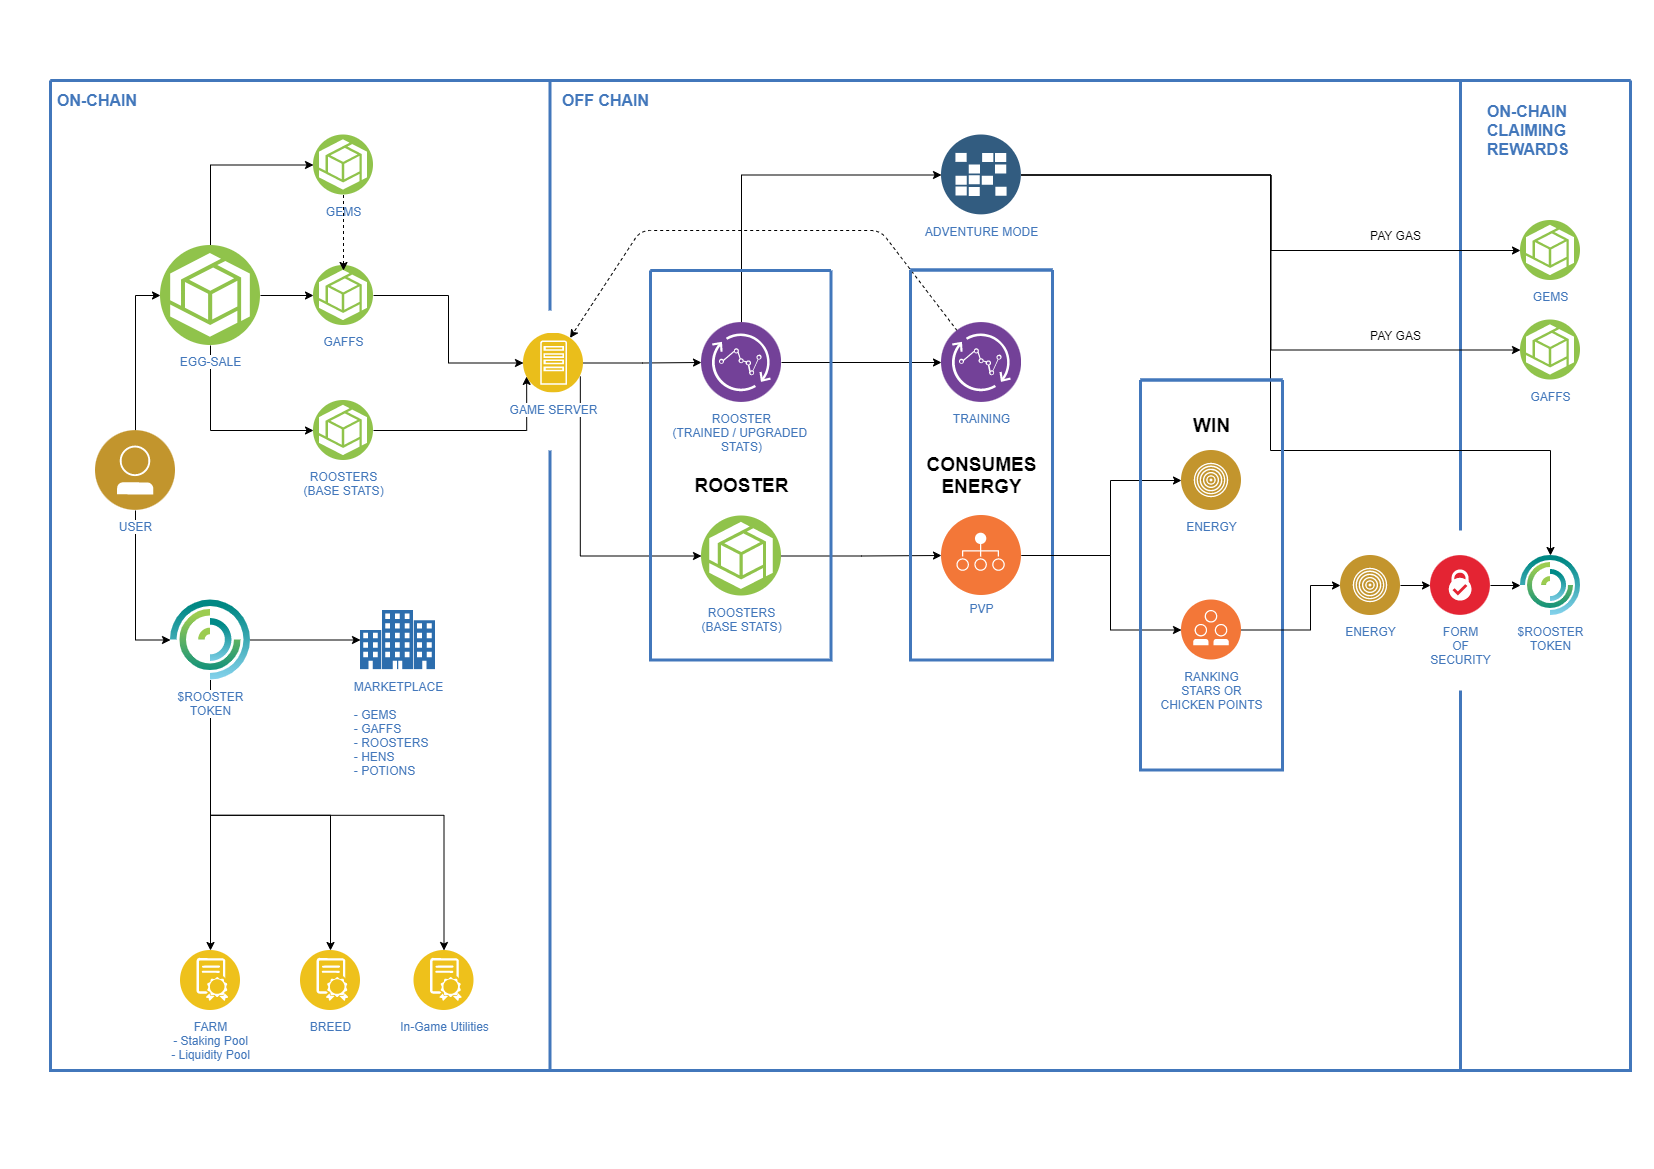 ON-CHAIN
OFF CHAIN
ON-CHAIN
CLAIMING
REWARDS
GEMS
ADVENTURE MODE
PAY GAS
GEMS
PAY GAS
GAFFS
GAFFS
EGG-SALE
GAME SERVER
ROOSTER
(TRAINED / UPGRADED
STATS)
TRAINING
ROOSTERS
(BASE STATS)
ROOSTER
CONSUMES
ENERGY
WIN
ENERGY
USER
ROOSTERS
(BASE STATS)
PVP
RANKING
STARS OR
CHICKEN POINTS
ENERGY
FORM
OF
SECURITY
$ROOSTER
TOKEN
$ROOSTER
TOKEN
MARKETPLACE
- GEMS
- GAFFS
- ROOSTERS
- HENS
- POTIONS
FARM
- Staking Pool
- Liquidity Pool
BREED
In-Game Utilities